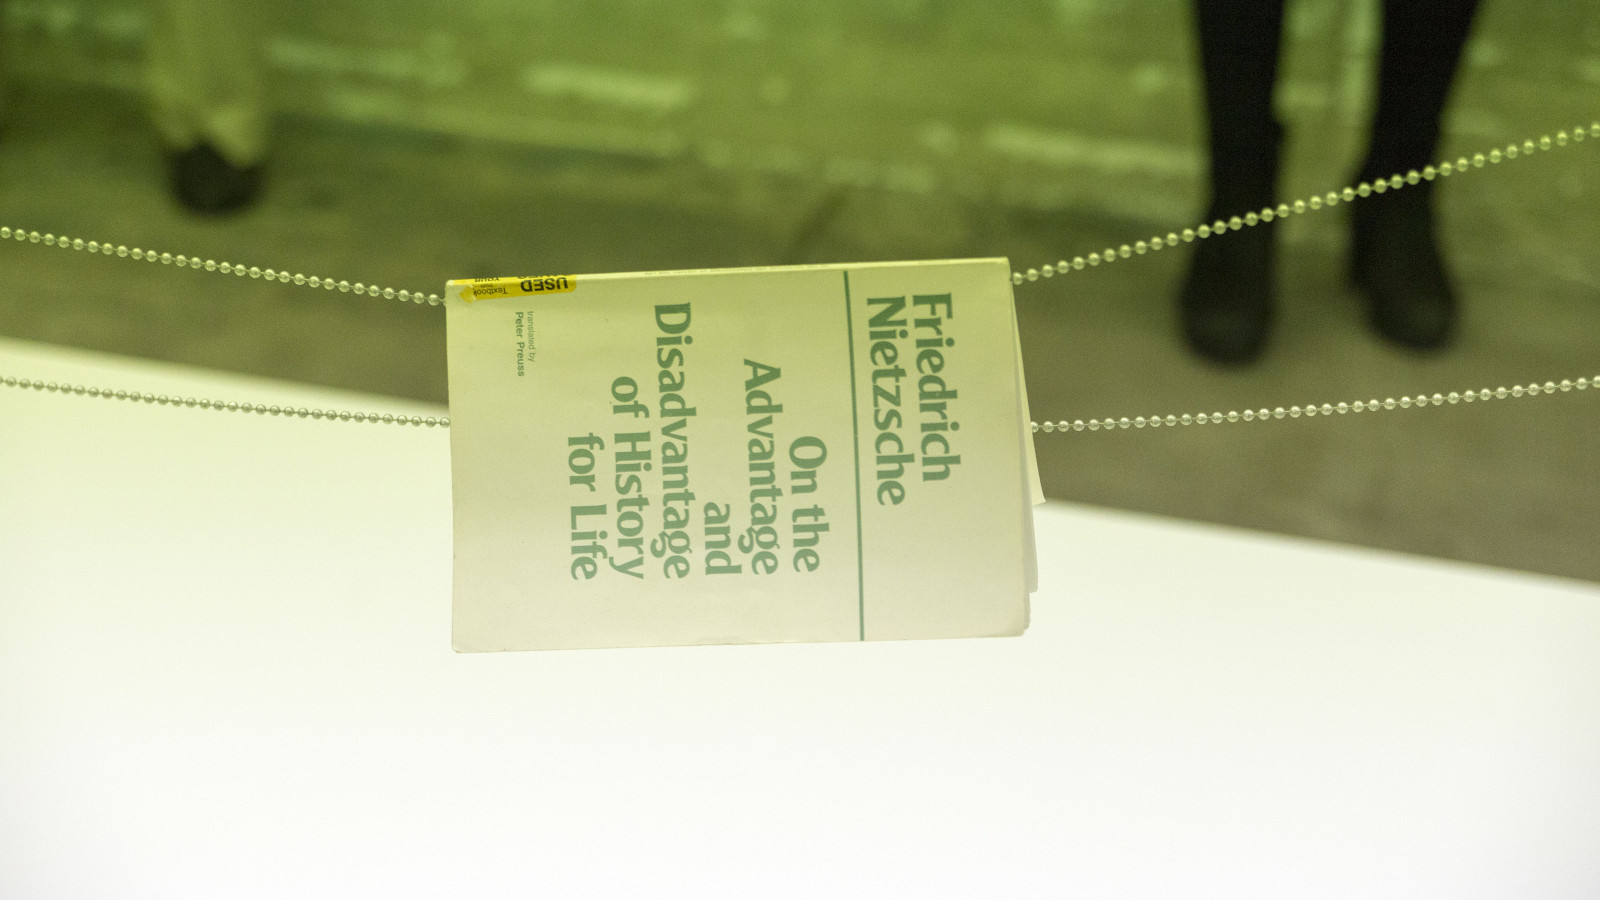 Friedrich
Nietzsche
On the
Advantage
and
Disadvantage
of History
for Life
translated by
Peter Preuss
USED
Textbook